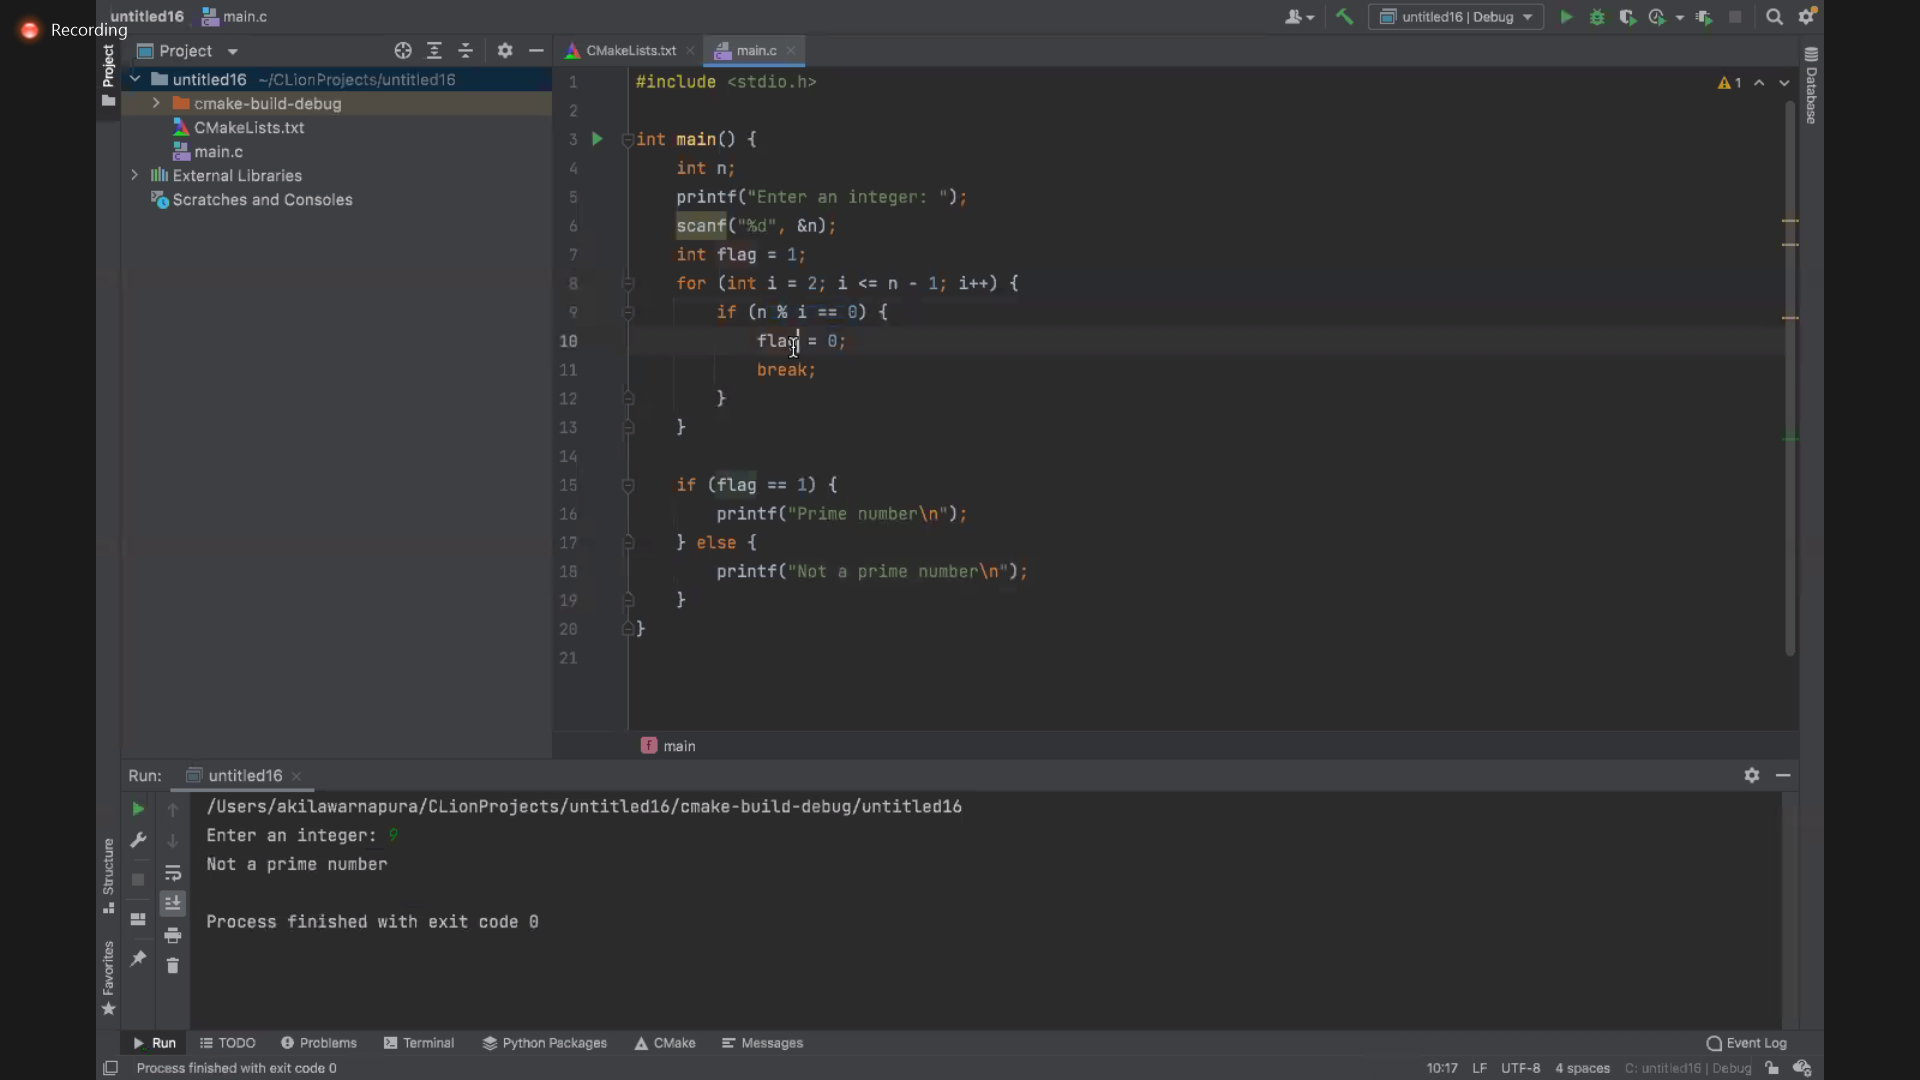 Recording
untitled16 main.c
untitled16 | Debug
Project
Project
untitled16 ~/CLionProjects/untitled16
cmake-build-debug
CMakeLists.txt
main.c
External Libraries
Scratches and Consoles
CMakeLists.txt main.c
1 #include <stdio.h>
2
3 int main() {
4 int n;
5 printf("Enter an integer: ");
6 scanf("%d", &n);
7 int flag = 1;
8 for (int i = 2; i <= n - 1; i++) {
9 if (n % i == 0) {
10 flag = 0;
11 break;
12 }
13 }
14
15 if (flag == 1) {
16 printf("Prime number\n");
17 } else {
18 printf("Not a prime number\n");
19 }
20 }
21
1
Database
f main
Run: untitled16
/Users/akilawarnapura/CLionProjects/untitled16/cmake-build-debug/untitled16
Enter an integer: 9
Not a prime number
Process finished with exit code 0
Structure
Favorites
Run TODO Problems Terminal Python Packages CMake Messages Event Log
Process finished with exit code 0 10:17 LF UTF-8 4 spaces C: untitled16 | Debug